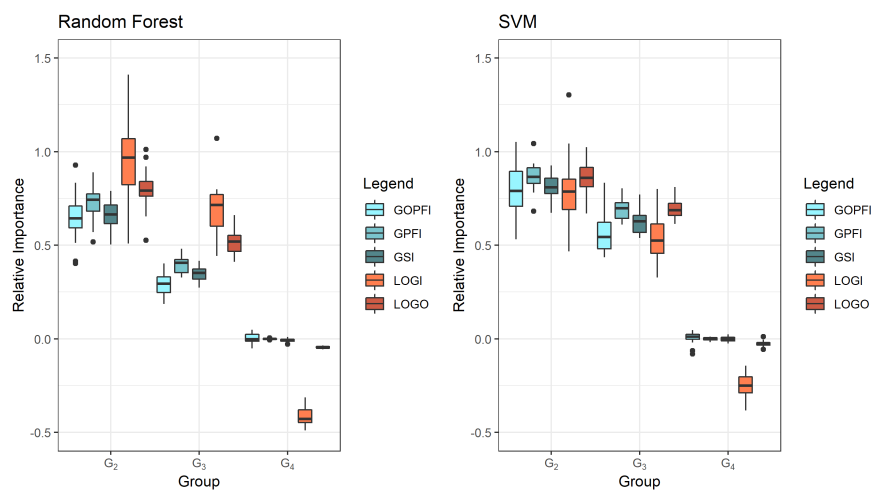 Random Forest
1.5
1.0
0.5
0.0
-0.5
Relative Importance
G₂ G₃ G₄
Group
Legend
GOPFI
GPFI
GSI
LOGI
LOGO
SVM
1.5
1.0
0.5
0.0
-0.5
Relative Importance
G₂ G₃ G₄
Group
Legend
GOPFI
GPFI
GSI
LOGI
LOGO